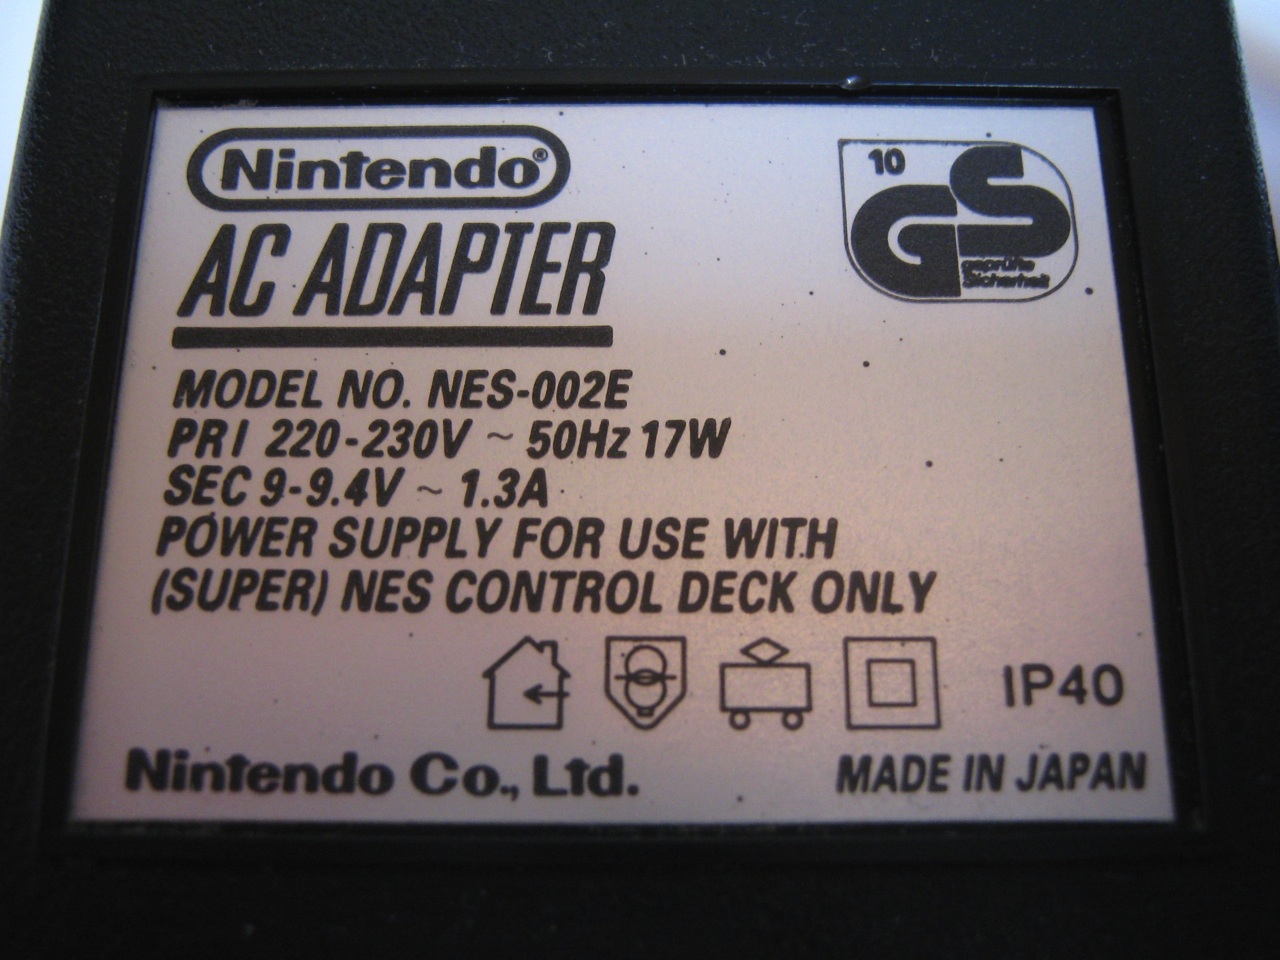 Nintendo®
AC ADAPTER
10
GS
geprüfte
Sicherheit
MODEL NO. NES-002E
PRI 220-230V ~ 50Hz 17W
SEC 9-9.4V ~ 1.3A
POWER SUPPLY FOR USE WITH
(SUPER) NES CONTROL DECK ONLY
IP40
Nintendo Co., Ltd.
MADE IN JAPAN